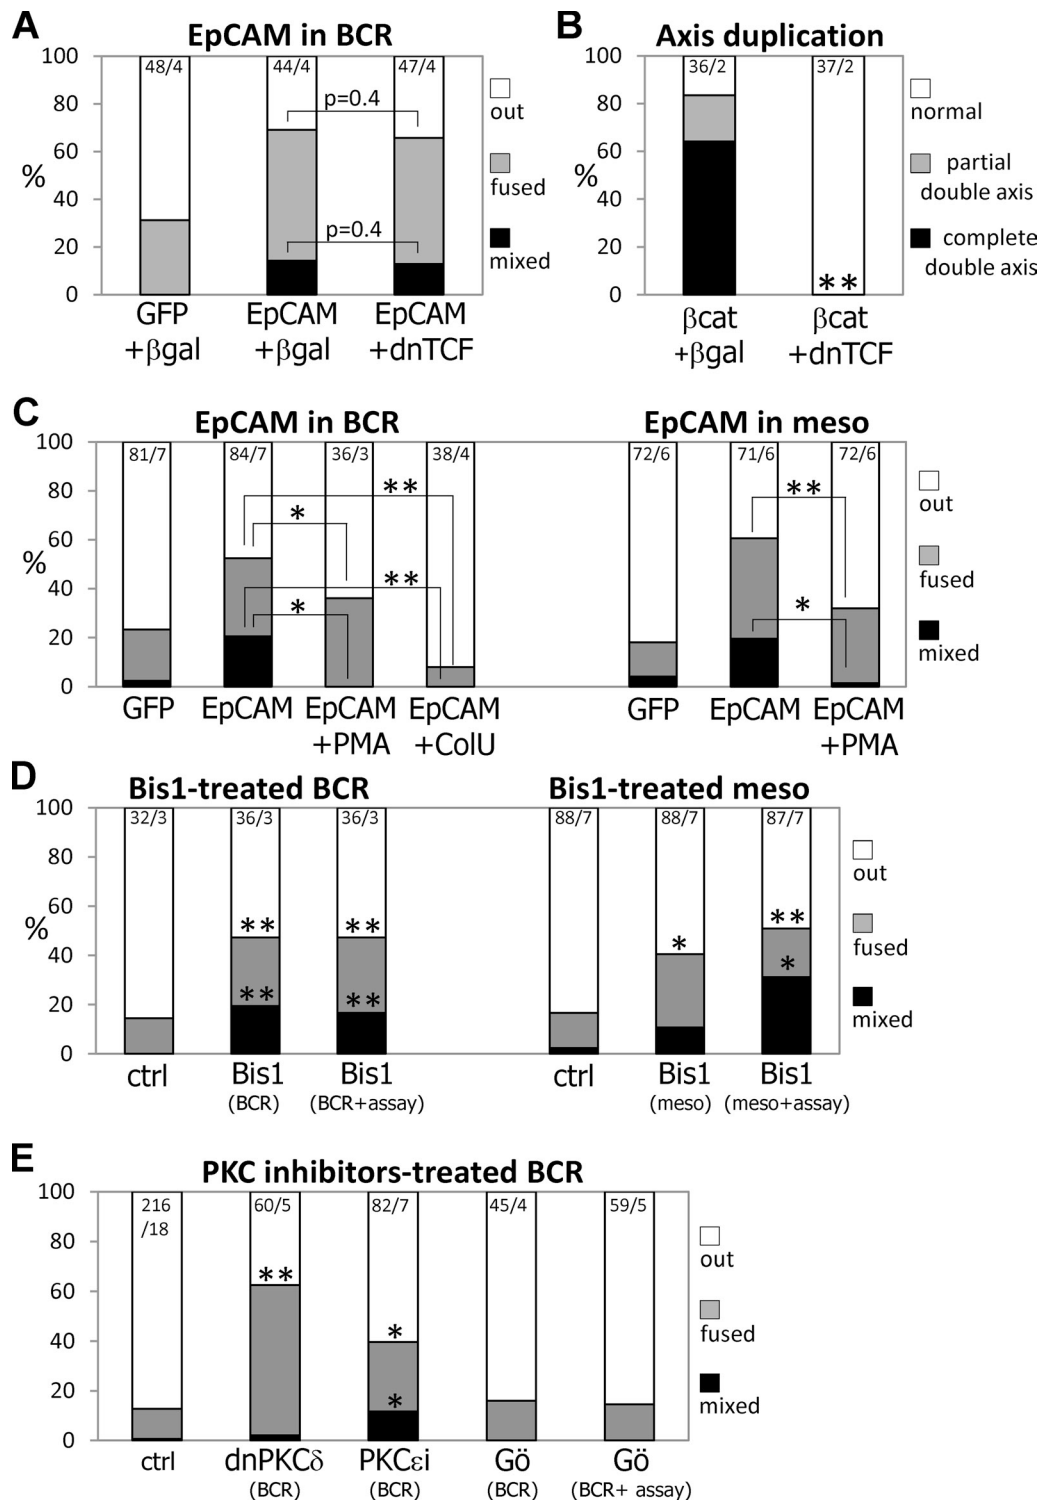 A
EpCAM in BCR
100
80
60
40
20
0
%
48/4
44/4
47/4
p=0.4
p=0.4
out
fused
mixed
GFP
+βgal
EpCAM
+βgal
EpCAM
+dnTCF
B
Axis duplication
100
80
60
40
20
0
%
36/2
37/2
**
normal
partial
double axis
complete
double axis
βcat
+βgal
βcat
+dnTCF
C
EpCAM in BCR
EpCAM in meso
100
80
60
40
20
0
%
81/7
84/7
36/3
38/4
72/6
71/6
72/6
**
*
**
*
**
*
out
fused
mixed
GFP
EpCAM
EpCAM
+PMA
EpCAM
+ColU
GFP
EpCAM
EpCAM
+PMA
D
Bis1-treated BCR
Bis1-treated meso
100
80
60
40
20
0
%
32/3
36/3
36/3
88/7
88/7
87/7
**
**
**
**
*
**
*
out
fused
mixed
ctrl
Bis1
(BCR)
Bis1
(BCR+assay)
ctrl
Bis1
(meso)
Bis1
(meso+assay)
E
PKC inhibitors-treated BCR
100
80
60
40
20
0
216
/18
60/5
82/7
45/4
59/5
**
*
*
out
fused
mixed
ctrl
dnPKCδ
(BCR)
PKCεi
(BCR)
Gö
(BCR)
Gö
(BCR+ assay)